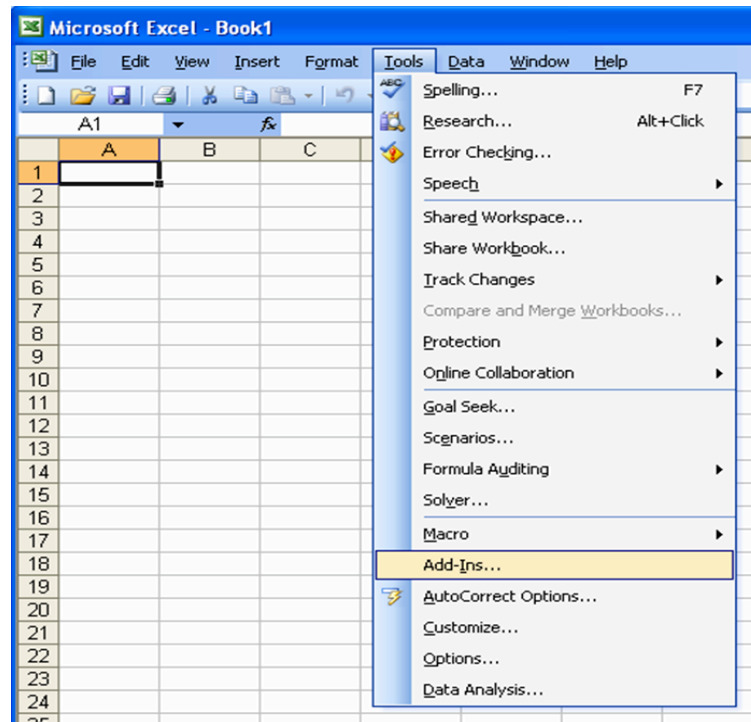 Microsoft Excel - Book1
File Edit View Insert Format Tools Data Window Help
A1 fx
A B C
1
2
3
4
5
6
7
8
9
10
11
12
13
14
15
16
17
18
19
20
21
22
23
24
25
ABC Spelling... F7
Research... Alt+Click
Error Checking...
Speech
Shared Workspace...
Share Workbook...
Track Changes
Compare and Merge Workbooks...
Protection
Online Collaboration
Goal Seek...
Scenarios...
Formula Auditing
Solver...
Macro
Add-Ins...
AutoCorrect Options...
Customize...
Options...
Data Analysis...